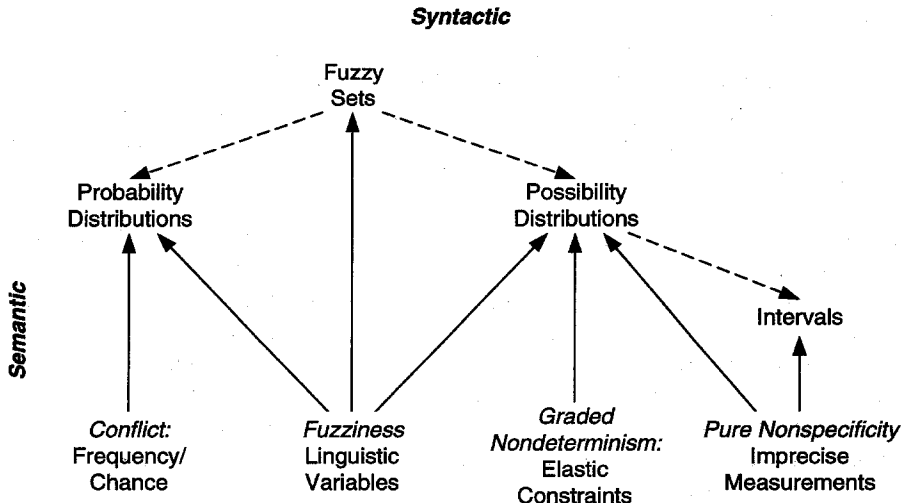 Syntactic
Fuzzy
Sets
Probability
Distributions
Possibility
Distributions
Intervals
Semantic
Conflict:
Frequency/
Chance
Fuzziness
Linguistic
Variables
Graded
Nondeterminism:
Elastic
Constraints
Pure Nonspecificity
Imprecise
Measurements